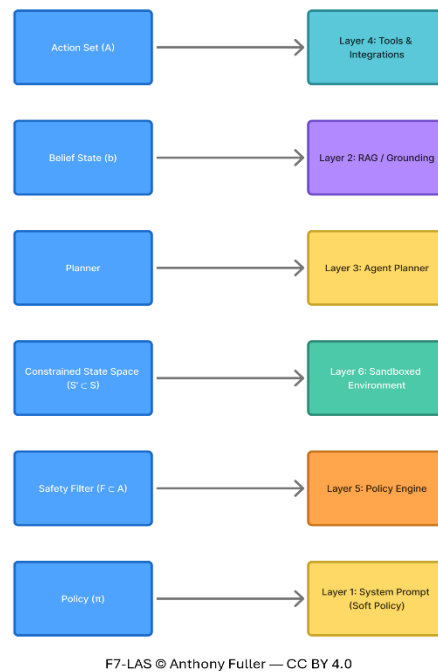 Action Set (A)
Layer 4: Tools &
Integrations
Belief State (b)
Layer 2: RAG / Grounding
Planner
Layer 3: Agent Planner
Constrained State Space
(S' ⊂ S)
Layer 6: Sandboxed
Environment
Safety Filter (F ⊂ A)
Layer 5: Policy Engine
Policy (π)
Layer 1: System Prompt
(Soft Policy)
F7-LAS © Anthony Fuller — CC BY 4.0